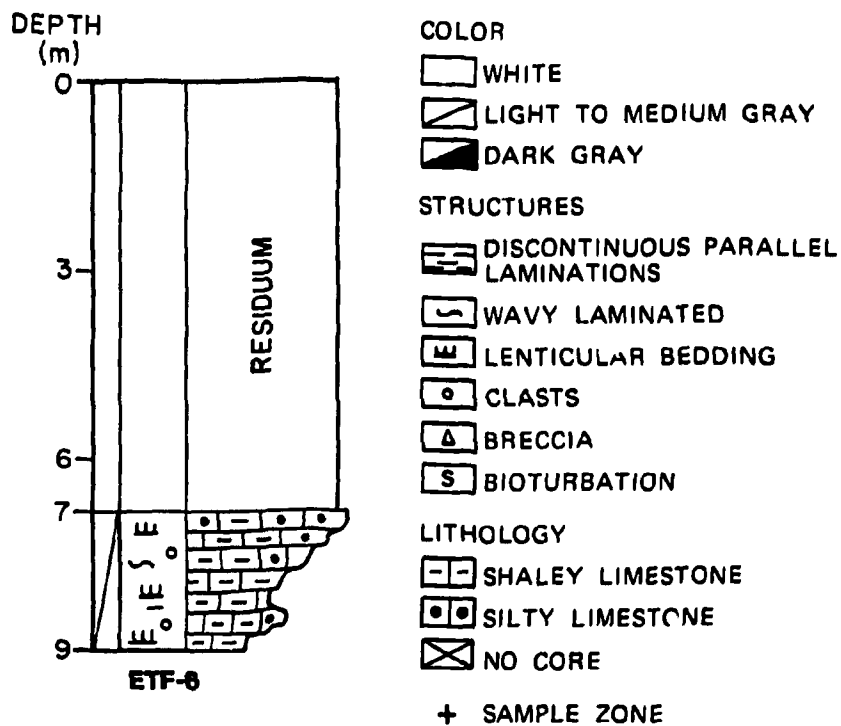 DEPTH
(m)
0
3
6
7
9
RESIDUUM
ETF-6
COLOR
WHITE
LIGHT TO MEDIUM GRAY
DARK GRAY
STRUCTURES
DISCONTINUOUS PARALLEL
LAMINATIONS
WAVY LAMINATED
LENTICULAR BEDDING
CLASTS
BRECCIA
S BIOTURBATION
LITHOLOGY
SHALEY LIMESTONE
SILTY LIMESTONE
NO CORE
+ SAMPLE ZONE